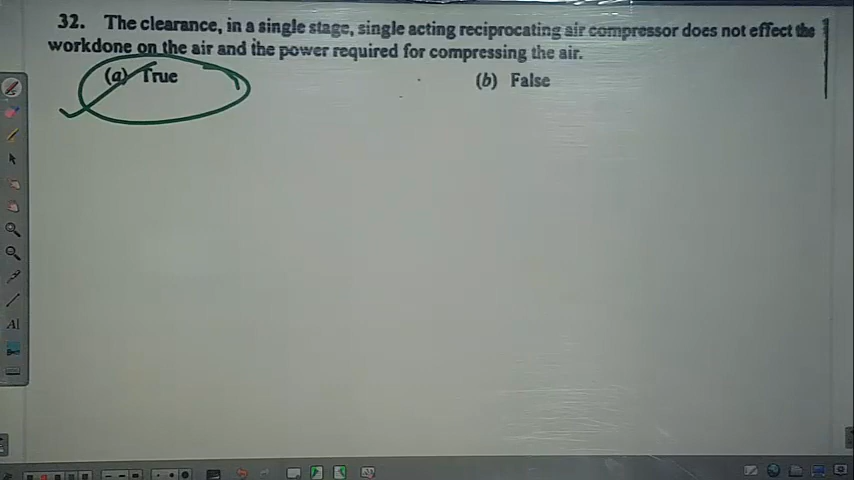 32. The clearance, in a single stage, single acting reciprocating air compressor does not effect the
workdone on the air and the power required for compressing the air.
(a) True
(b) False
A